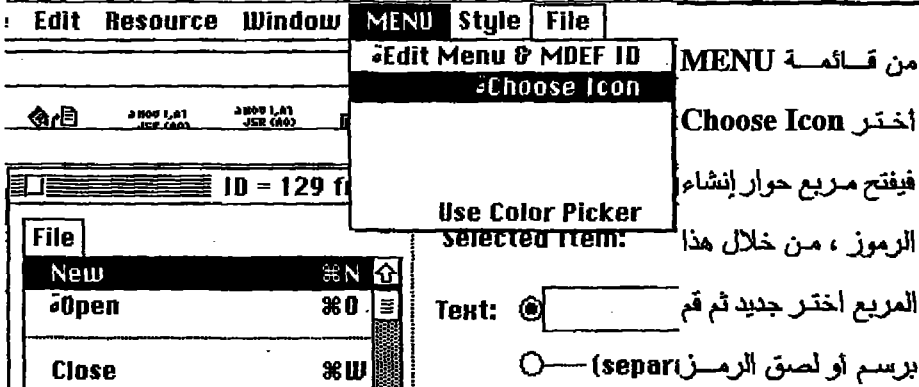 Edit Resource Window MENU Style File
Edit Menu & MDEF ID
Choose Icon
Use Color Picker
ID = 129
File
New ⌘N
Open ⌘O
Close ⌘W
Selected Item:
Text:
(separ
من قائمة MENU
أختر Choose Icon
فيفتح مربع حوار إنشاء
الرموز ، من خلال هذا
المربع اختر جديد ثم قم
برسم أو لصق الرمز